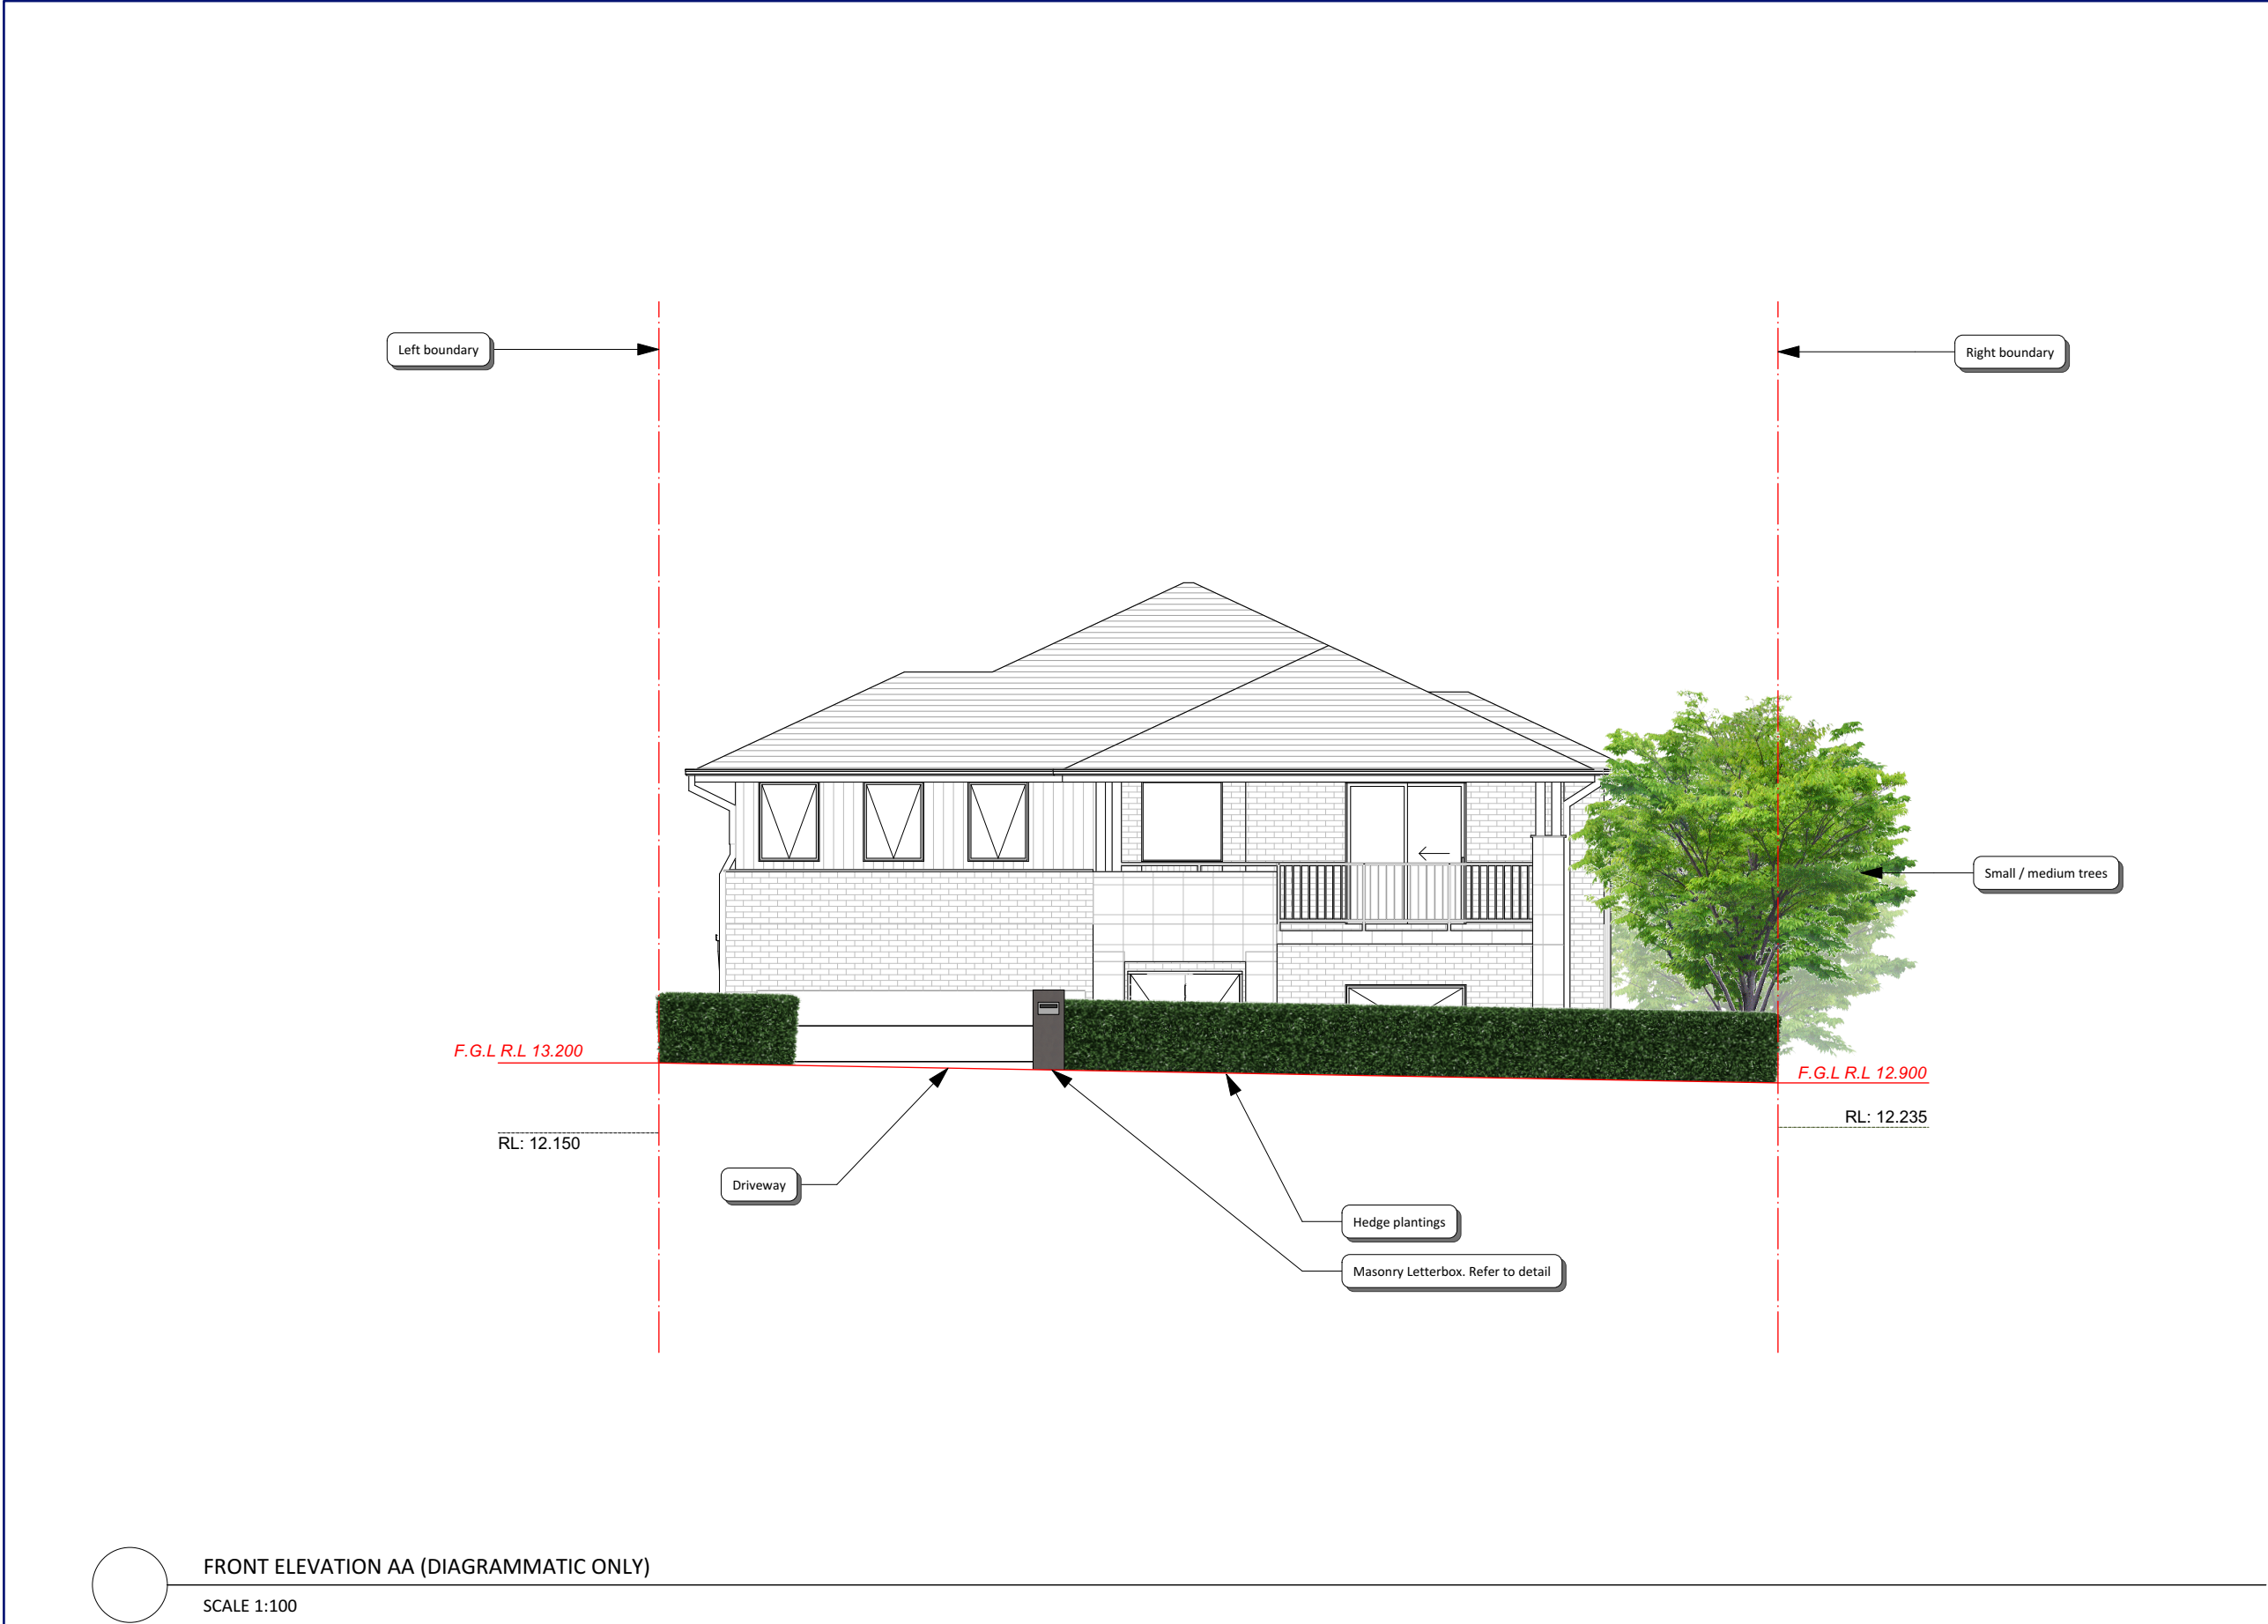 Left boundary
Right boundary
Small / medium trees
F.G.L R.L 13.200
F.G.L R.L 12.900
RL: 12.235
RL: 12.150
Driveway
Hedge plantings
Masonry Letterbox. Refer to detail
FRONT ELEVATION AA (DIAGRAMMATIC ONLY)
SCALE 1:100